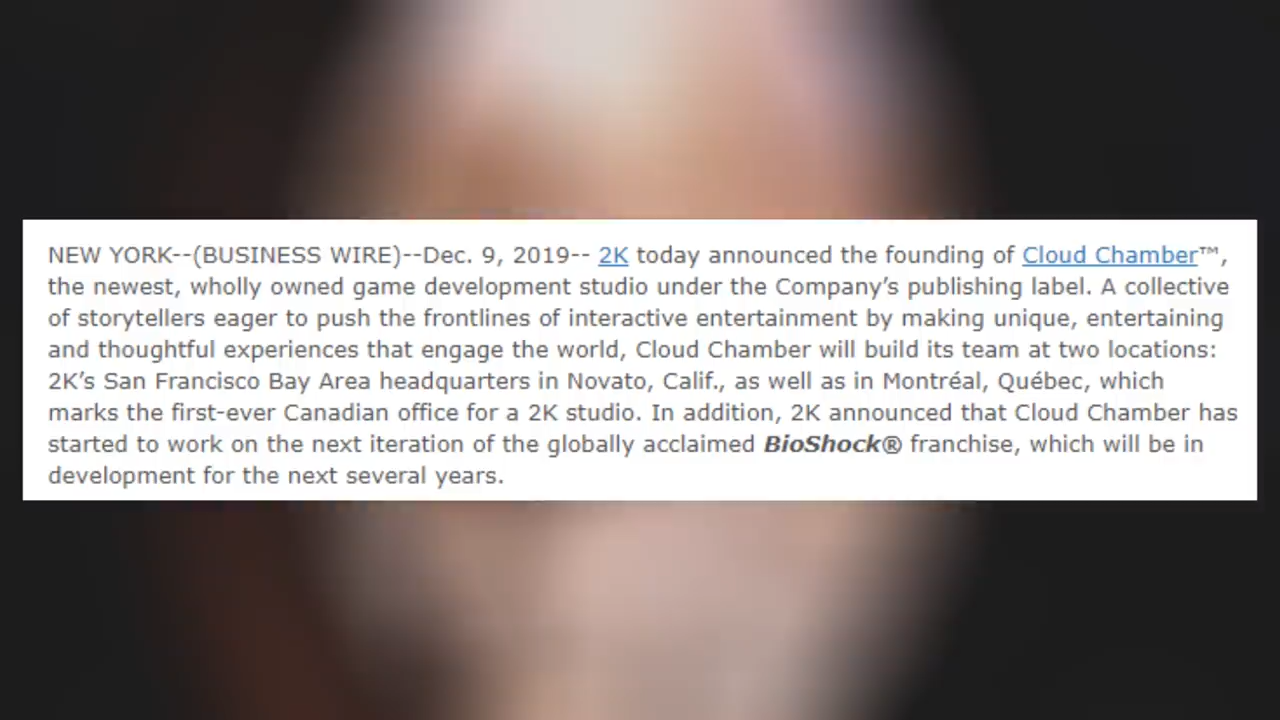 NEW YORK--(BUSINESS WIRE)--Dec. 9, 2019-- 2K today announced the founding of Cloud Chamber™,
the newest, wholly owned game development studio under the Company’s publishing label. A collective
of storytellers eager to push the frontlines of interactive entertainment by making unique, entertaining
and thoughtful experiences that engage the world, Cloud Chamber will build its team at two locations:
2K’s San Francisco Bay Area headquarters in Novato, Calif., as well as in Montréal, Québec, which
marks the first-ever Canadian office for a 2K studio. In addition, 2K announced that Cloud Chamber has
started to work on the next iteration of the globally acclaimed BioShock® franchise, which will be in
development for the next several years.